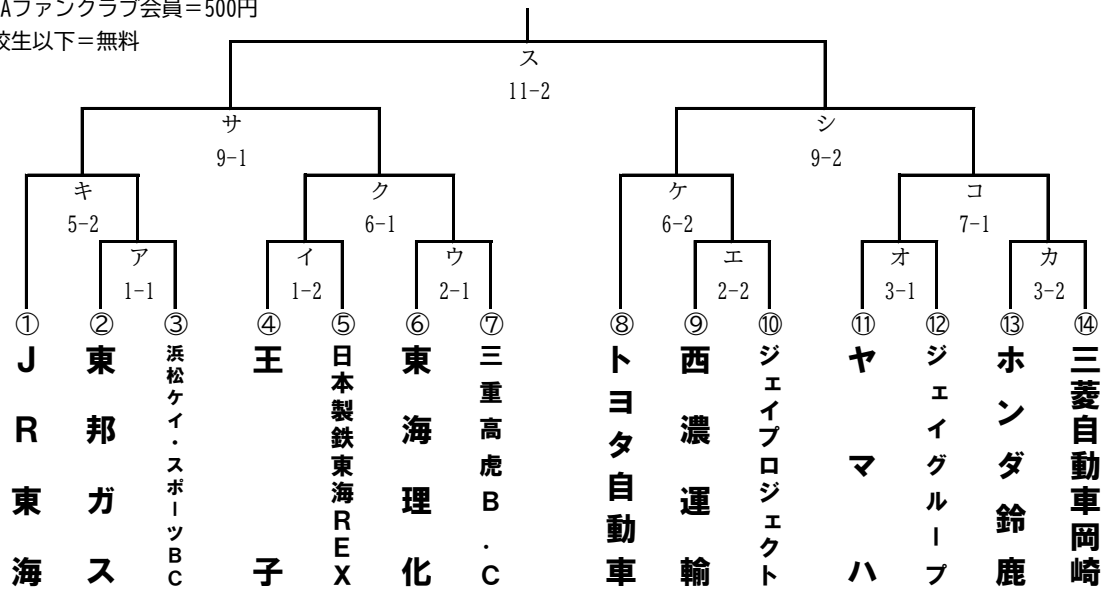 Aファンクラブ会員＝500円
校生以下＝無料
ス
11-2
サ
9-1
シ
9-2
キ
5-2
ク
6-1
ケ
6-2
コ
7-1
ア
1-1
イ
1-2
ウ
2-1
エ
2-2
オ
3-1
カ
3-2
①
②
③
④
⑤
⑥
⑦
⑧
⑨
⑩
⑪
⑫
⑬
⑭
JR東海
東邦ガス
浜松ケイ・スポーツBC
王子
日本製鉄東海REX
東海理化
三重高虎B.C
トヨタ自動車
西濃運輸
ジェイプロジェクト
ヤマハ
ジェイグループ
ホンダ鈴鹿
三菱自動車岡崎